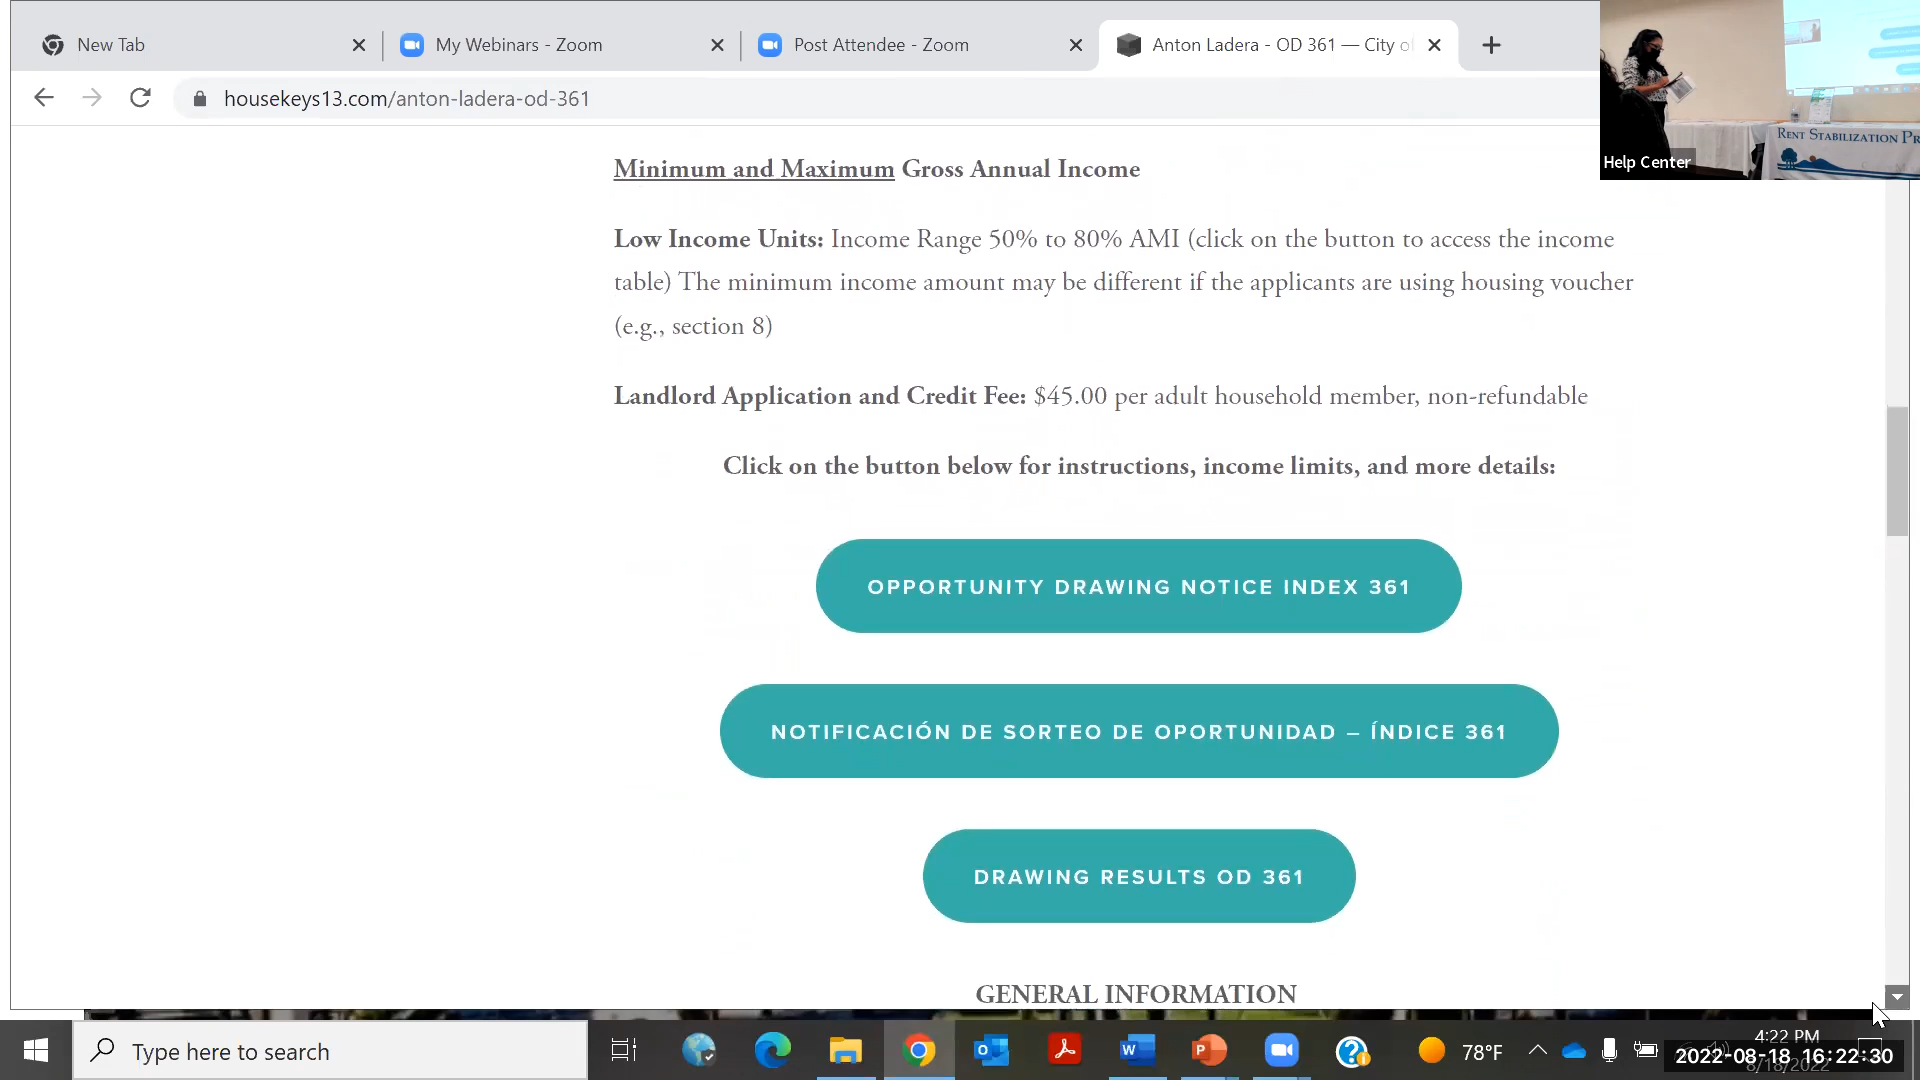 New Tab
My Webinars - Zoom
Post Attendee - Zoom
Anton Ladera - OD 361 — City o
housekeys13.com/anton-ladera-od-361
RENT STABILIZATION PR
Help Center
Minimum and Maximum Gross Annual Income
Low Income Units: Income Range 50% to 80% AMI (click on the button to access the income
table) The minimum income amount may be different if the applicants are using housing voucher
(e.g., section 8)
Landlord Application and Credit Fee: $45.00 per adult household member, non-refundable
Click on the button below for instructions, income limits, and more details:
OPPORTUNITY DRAWING NOTICE INDEX 361
NOTIFICACIÓN DE SORTEO DE OPORTUNIDAD – ÍNDICE 361
DRAWING RESULTS OD 361
GENERAL INFORMATION
Type here to search
78°F
4:22 PM
2022-08-18 16:22:30
8/18/2022